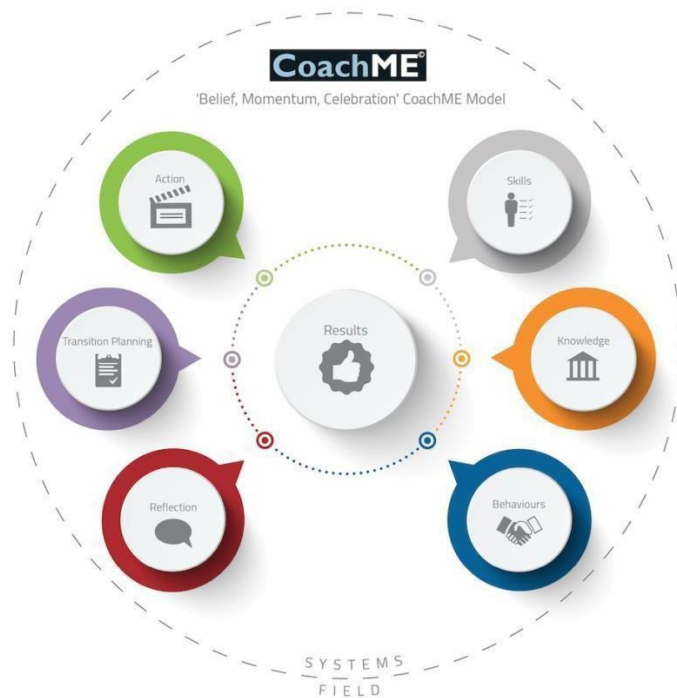 CoachME©
'Belief, Momentum, Celebration' CoachME Model
Action
Skills
Transition Planning
Results
Knowledge
Reflection
Behaviours
SYSTEMS
FIELD